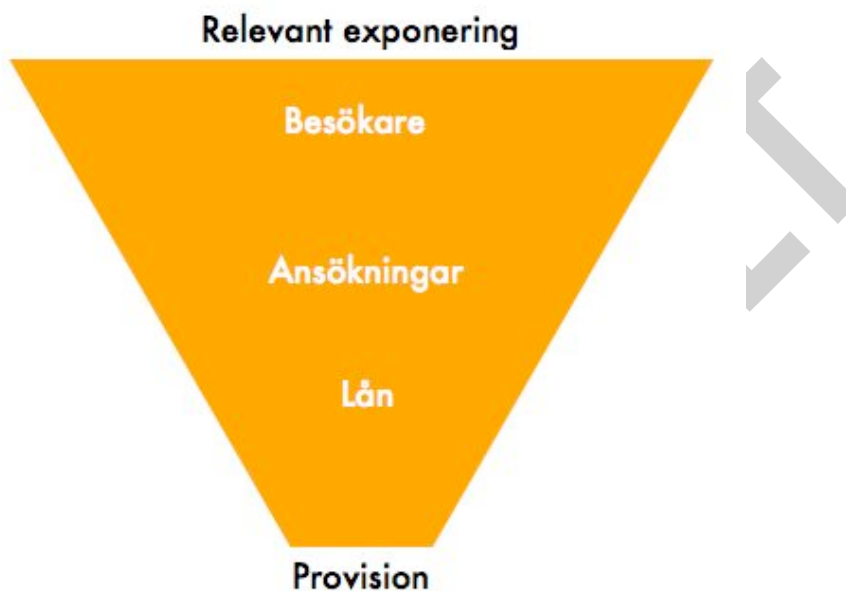 Relevant exponering
Besökare
Ansökningar
Lån
Provision